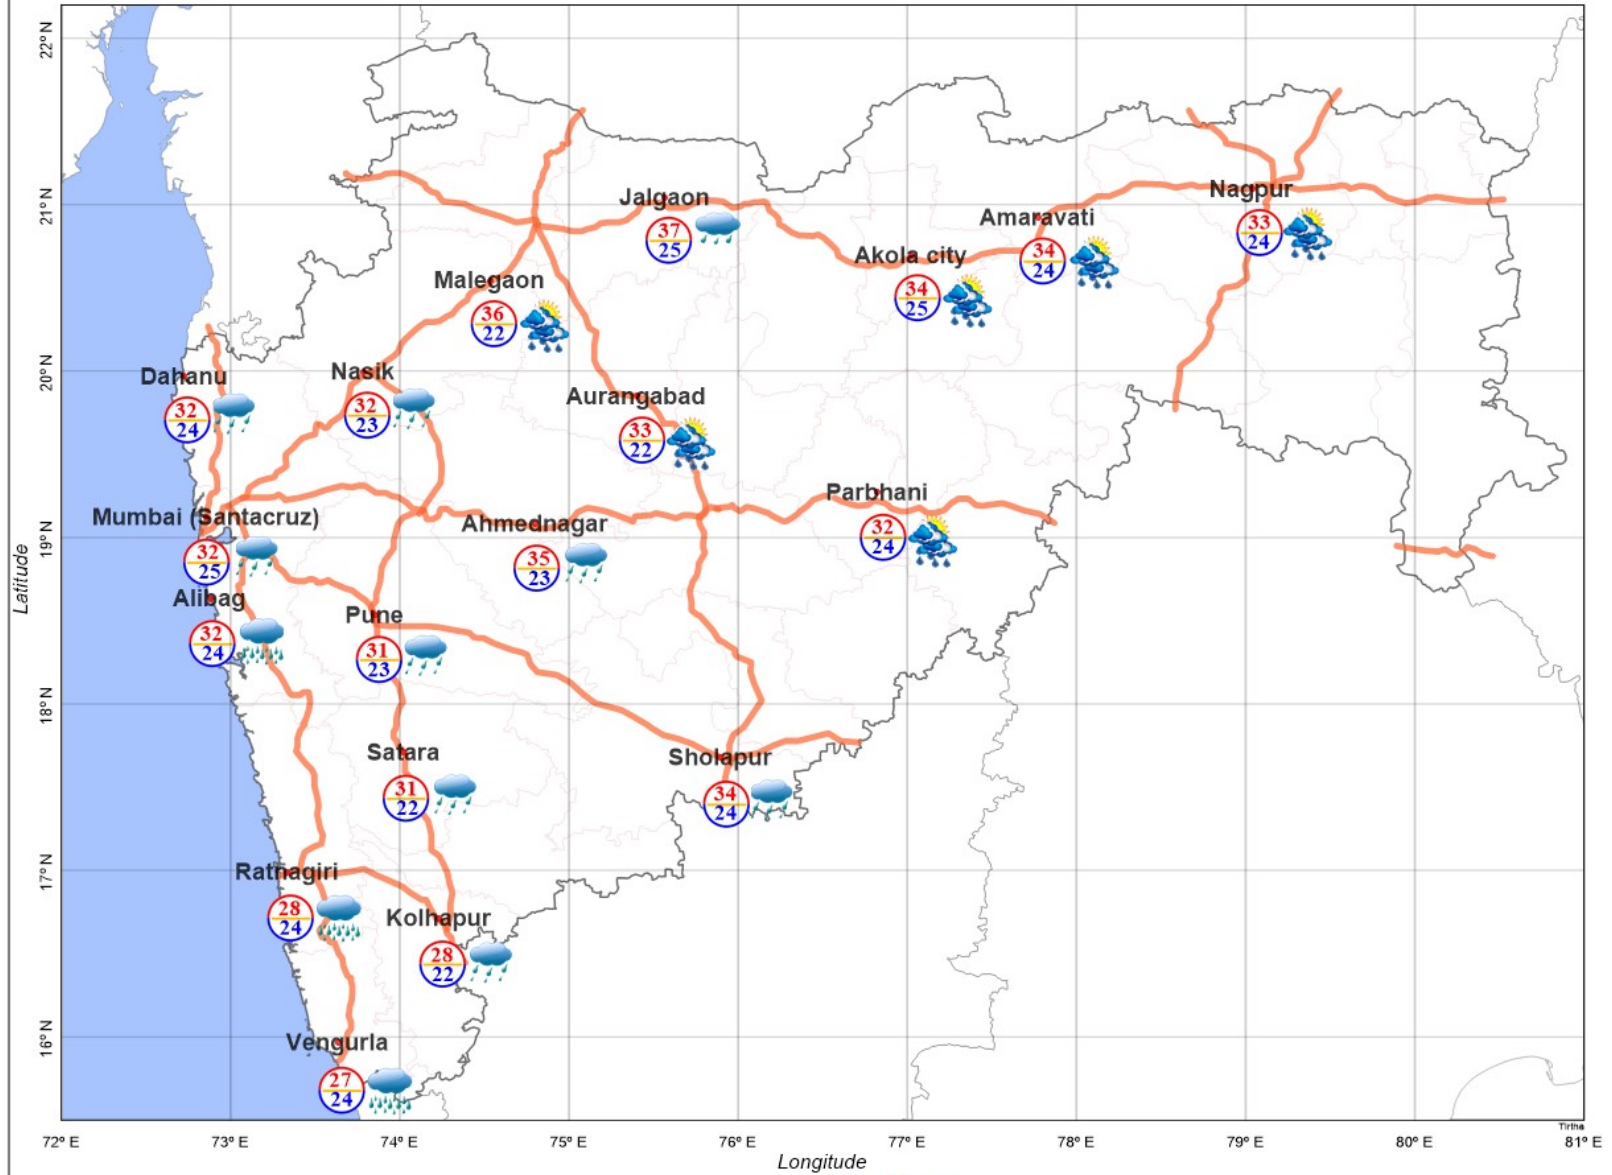 22° N
21° N
20° N
19° N
18° N
17° N
16° N
Latitude
Jalgaon
37
25
Nagpur
33
24
Amaravati
34
24
Akola city
34
25
Malegaon
36
22
Dahanu
32
24
Nasik
32
23
Aurangabad
33
22
Parbhani
32
24
Mumbai (Santacruz)
32
25
Ahmednagar
35
23
Alibag
32
24
Pune
31
23
Satara
31
22
Sholapur
34
24
Ratnagiri
28
24
Kolhapur
28
22
Vengurla
27
24
72° E 73° E 74° E 75° E 76° E 77° E 78° E 79° E 80° E 81° E
Longitude